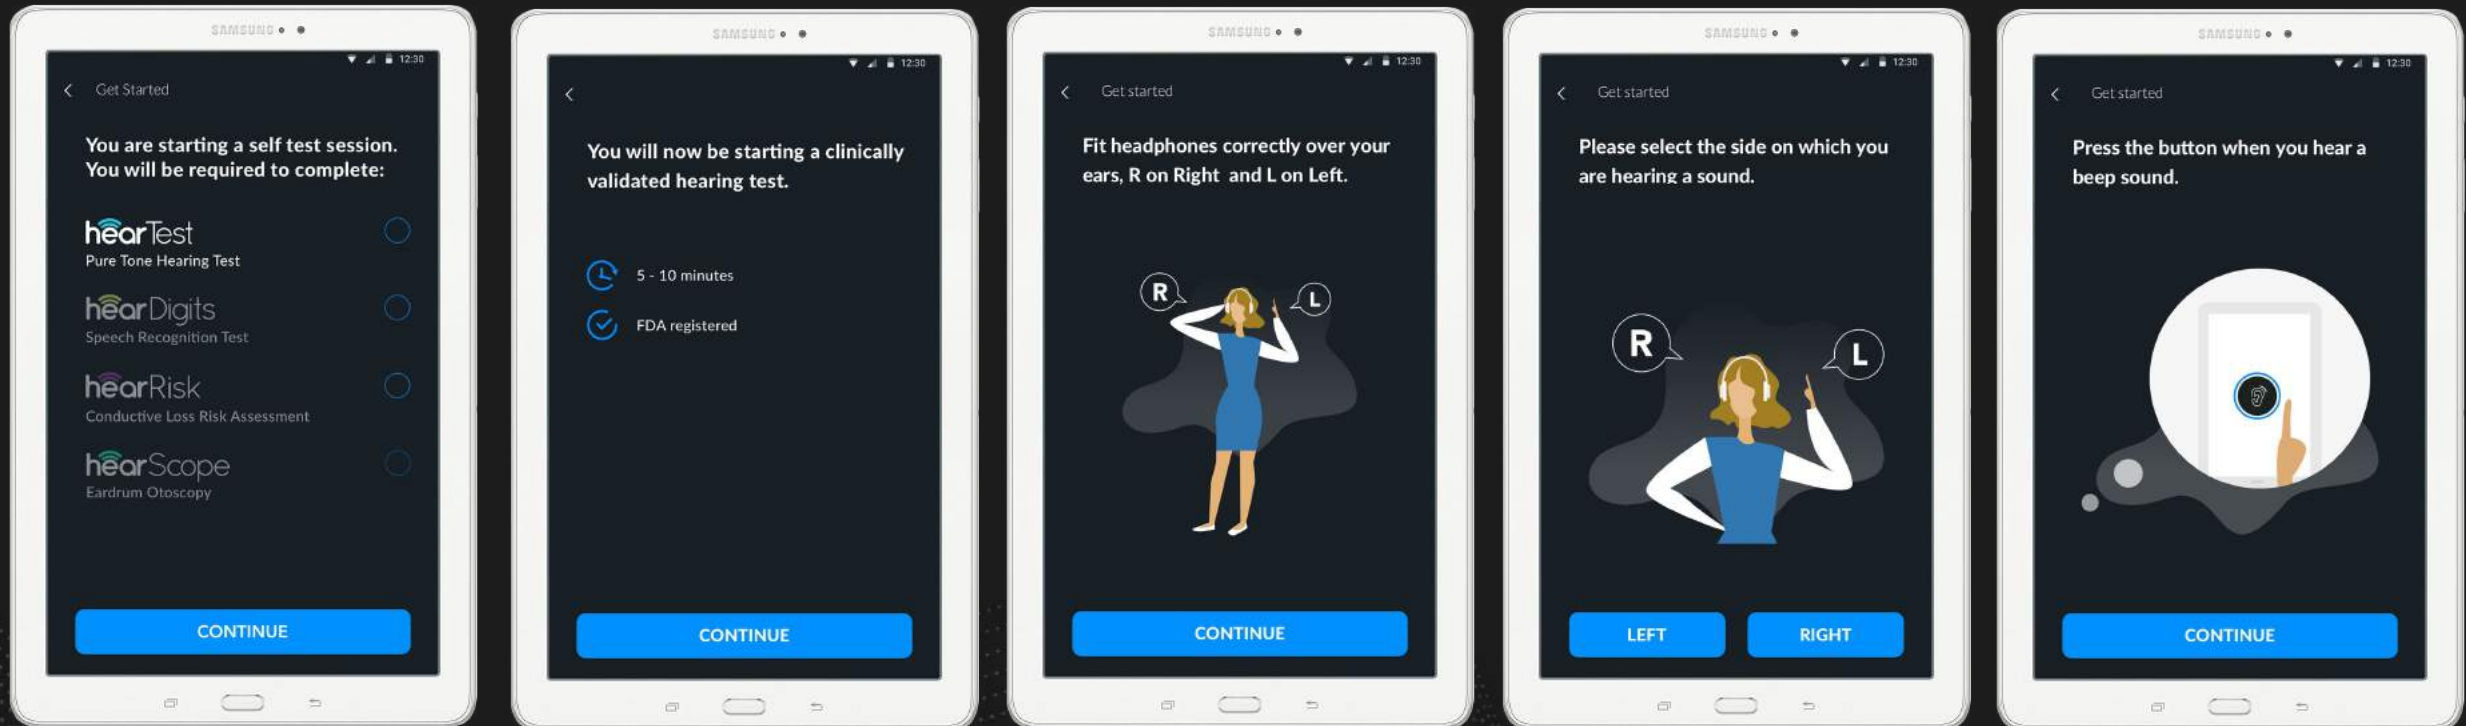 SAMSUNG
12:30
Get Started
You are starting a self test session.
You will be required to complete:
hearTest
Pure Tone Hearing Test
hearDigits
Speech Recognition Test
hearRisk
Conductive Loss Risk Assessment
hearScope
Eardrum Otoscopy
CONTINUE
SAMSUNG
12:30
You will now be starting a clinically
validated hearing test.
5 - 10 minutes
FDA registered
CONTINUE
SAMSUNG
12:30
Get started
Fit headphones correctly over your
ears, R on Right and L on Left.
R
L
CONTINUE
SAMSUNG
12:30
Get started
Please select the side on which you
are hearing a sound.
R
L
LEFT
RIGHT
SAMSUNG
12:30
Get started
Press the button when you hear a
beep sound.
CONTINUE